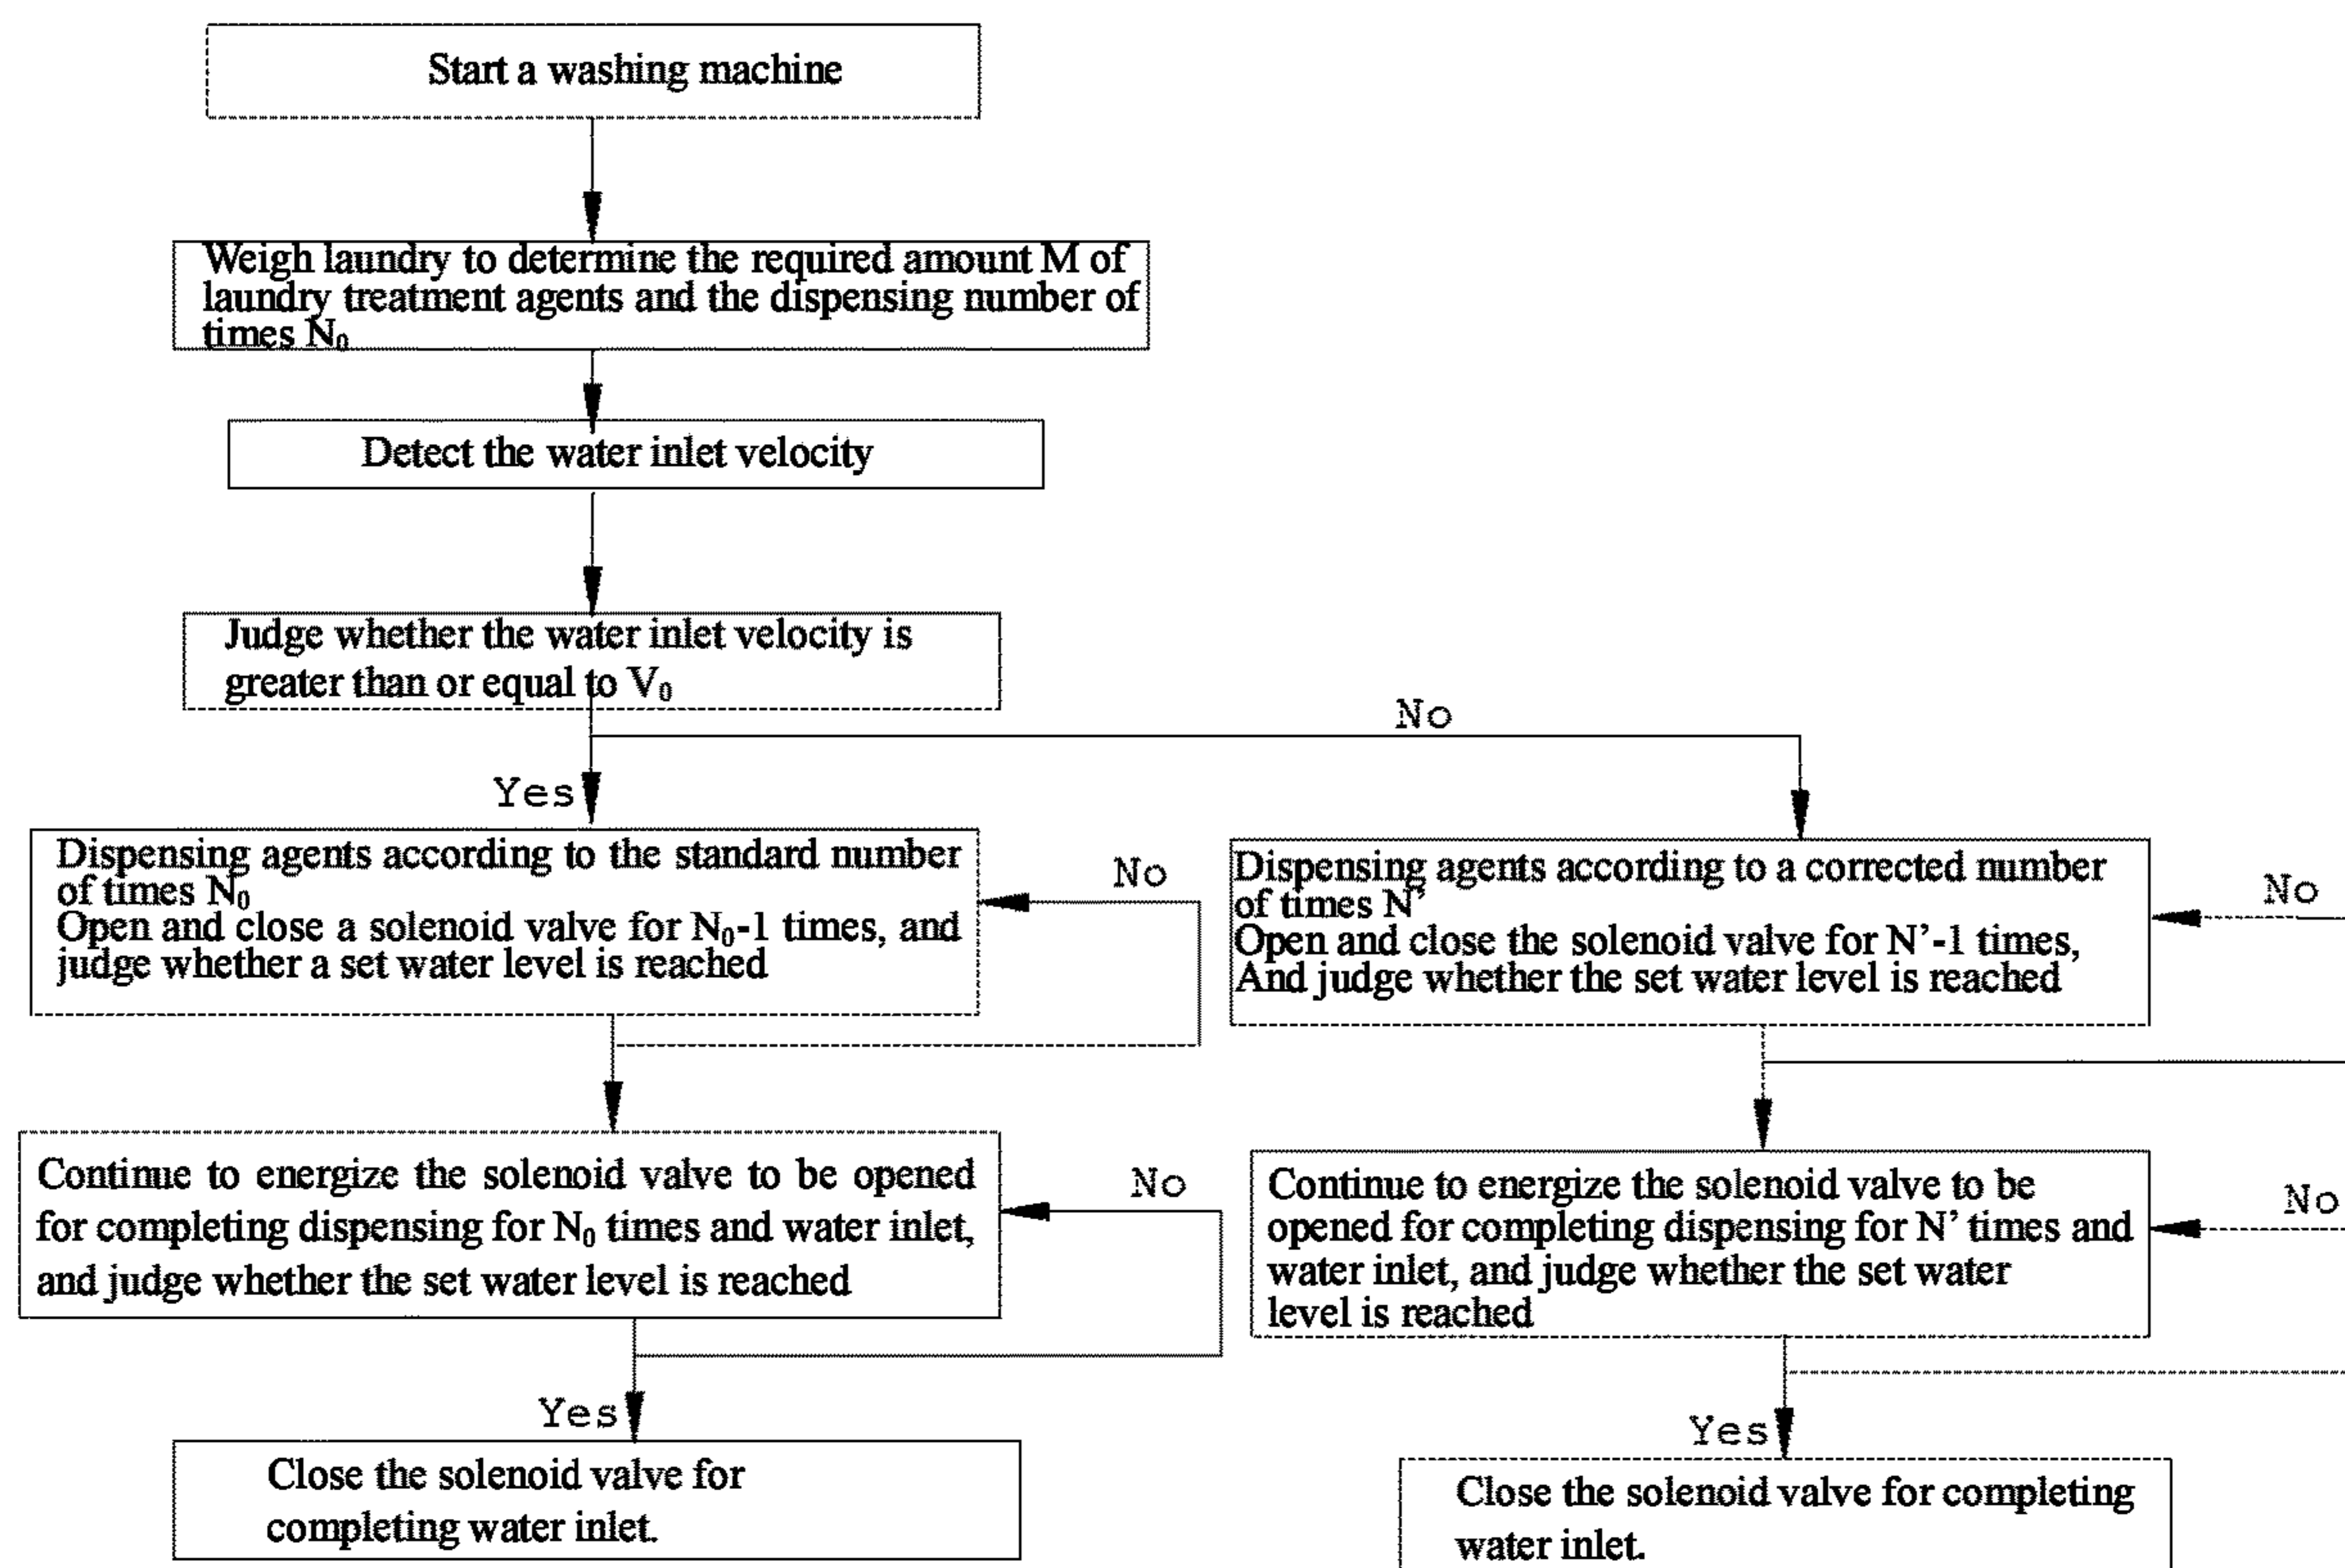 Start a washing machine
Weigh laundry to determine the required amount M of
laundry treatment agents and the dispensing number of
times N₀
Detect the water inlet velocity
Judge whether the water inlet velocity is
greater than or equal to V₀
No
Yes
Dispensing agents according to the standard number
of times N₀
Open and close a solenoid valve for N₀-1 times, and
judge whether a set water level is reached
No
Dispensing agents according to a corrected number
of times N’
Open and close the solenoid valve for N’-1 times,
And judge whether the set water level is reached
No
Continue to energize the solenoid valve to be opened
for completing dispensing for N₀ times and water inlet,
and judge whether the set water level is reached
No
Continue to energize the solenoid valve to be
opened for completing dispensing for N’ times and
water inlet, and judge whether the set water
level is reached
No
Yes
Close the solenoid valve for
completing water inlet.
Yes
Close the solenoid valve for completing
water inlet.